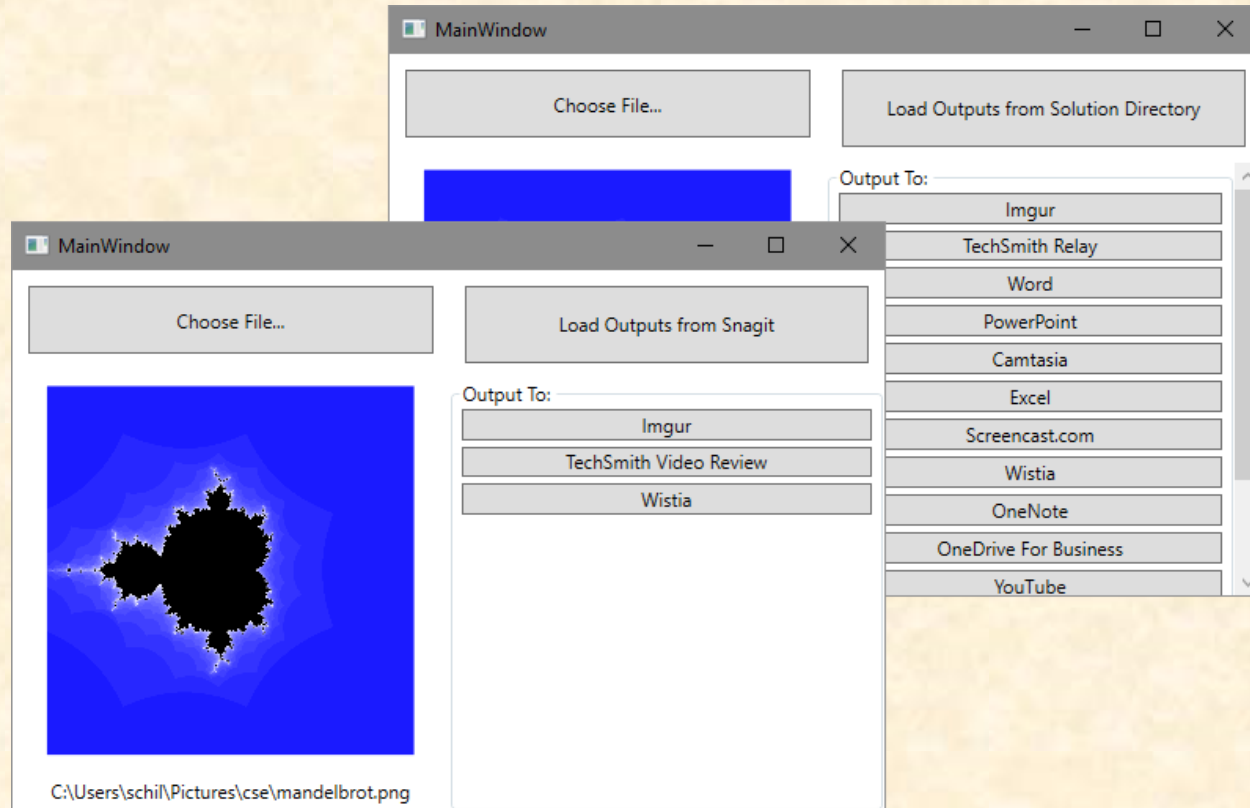 MainWindow
Choose File...
Load Outputs from Solution Directory
Output To:
Imgur
TechSmith Relay
Word
PowerPoint
Camtasia
Excel
Screencast.com
Wistia
OneNote
OneDrive For Business
YouTube
MainWindow
Choose File...
Load Outputs from Snagit
Output To:
Imgur
TechSmith Video Review
Wistia
C:\Users\schil\Pictures\cse\mandelbrot.png